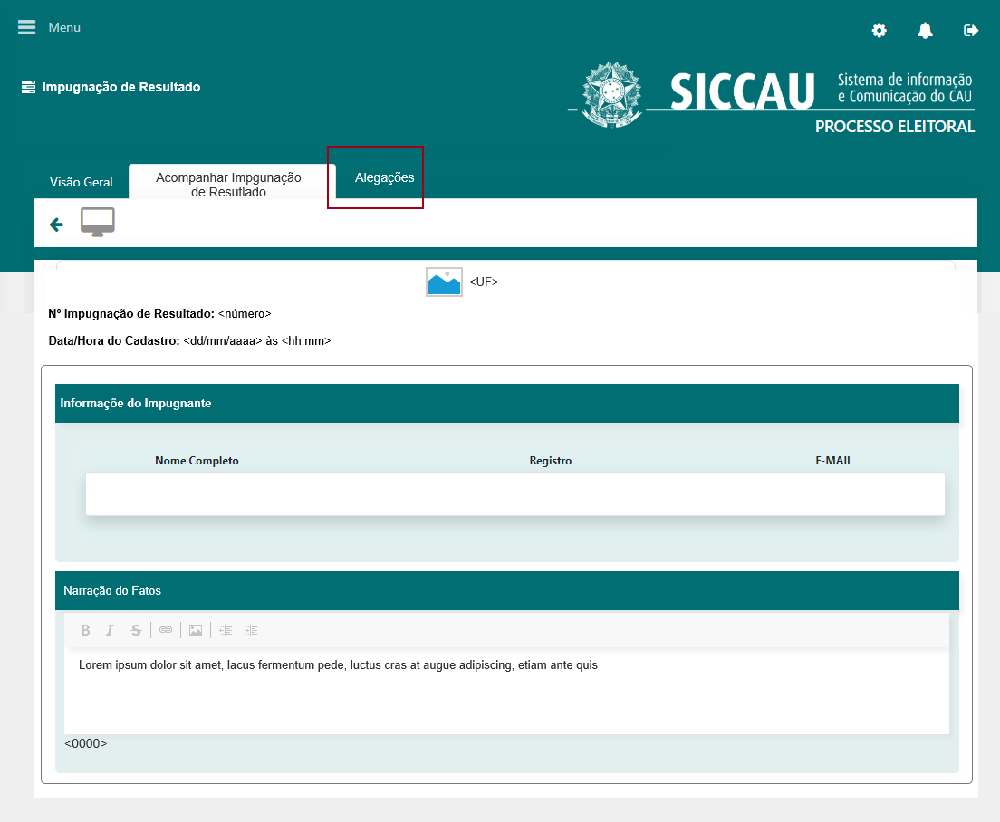 Menu
Impugnação de Resultado
SICCAU
Sistema de informação
e Comunicação do CAU
PROCESSO ELEITORAL
Visão Geral
Acompanhar Impgunação
de Resutlado
Alegações
<UF>
Nº Impugnação de Resultado: <número>
Data/Hora do Cadastro: <dd/mm/aaaa> às <hh:mm>
Informaçõe do Impugnante
Nome Completo Registro E-MAIL
Narração do Fatos
B I S
Lorem ipsum dolor sit amet, lacus fermentum pede, luctus cras at augue adipiscing, etiam ante quis
<0000>